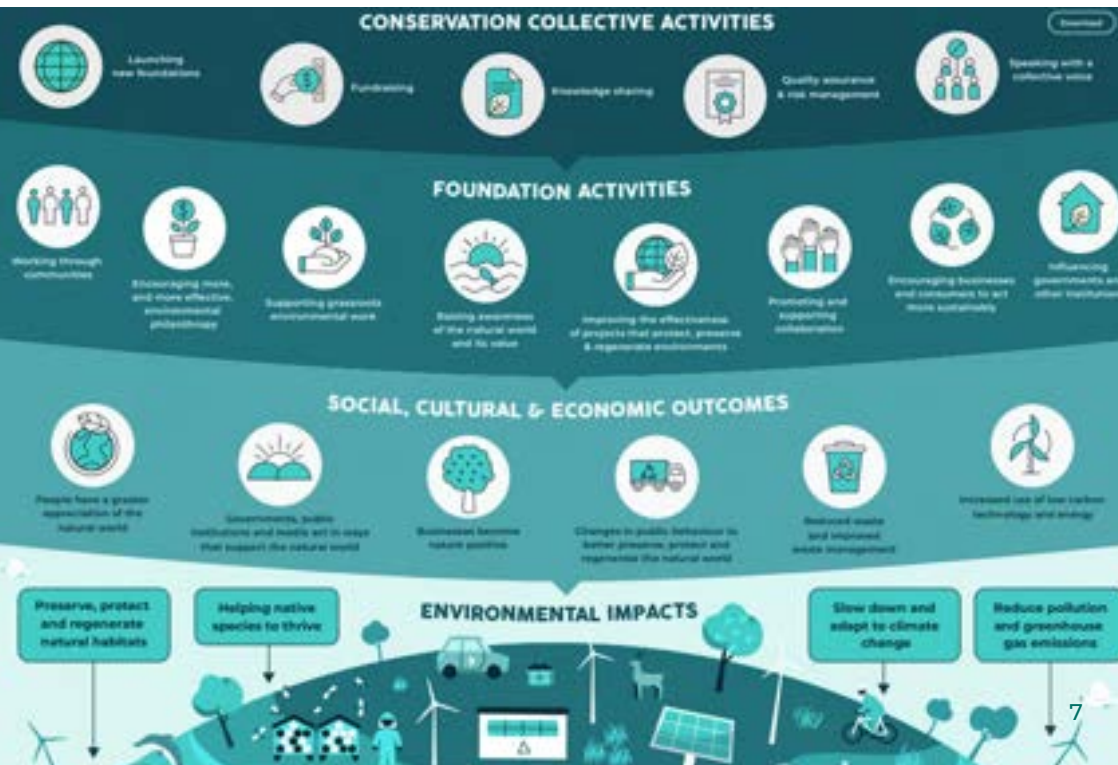 CONSERVATION COLLECTIVE ACTIVITIES
Download
Launching
new foundations
Fundraising
Knowledge sharing
Quality assurance
& risk management
Speaking with a
collective voice
FOUNDATION ACTIVITIES
Working through
communities
Encouraging more,
and more effective,
environmental
philanthropy
Supporting grassroots
environmental work
Raising awareness
of the natural world
and its value
Improving the effectiveness
of projects that protect, preserve
& regenerate environments
Promoting and
supporting
collaboration
Encouraging businesses
and consumers to act
more sustainably
Influencing
governments
other
SOCIAL, CULTURAL & ECONOMIC OUTCOMES
People have a greater
appreciation of the
natural world
Governments, public
institutions and media act in ways
that support the natural world
Businesses become
nature positive
Changes in public behaviour to
better preserve, protect and
regenerate the natural world
Reduced waste
and improved
waste management
Increased use of low carbon
technology and energy
ENVIRONMENTAL IMPACTS
Preserve, protect
and regenerate
natural habitats
Helping native
species to thrive
Slow down and
adapt to climate
change
Reduce pollution
and greenhouse
gas emissions
7